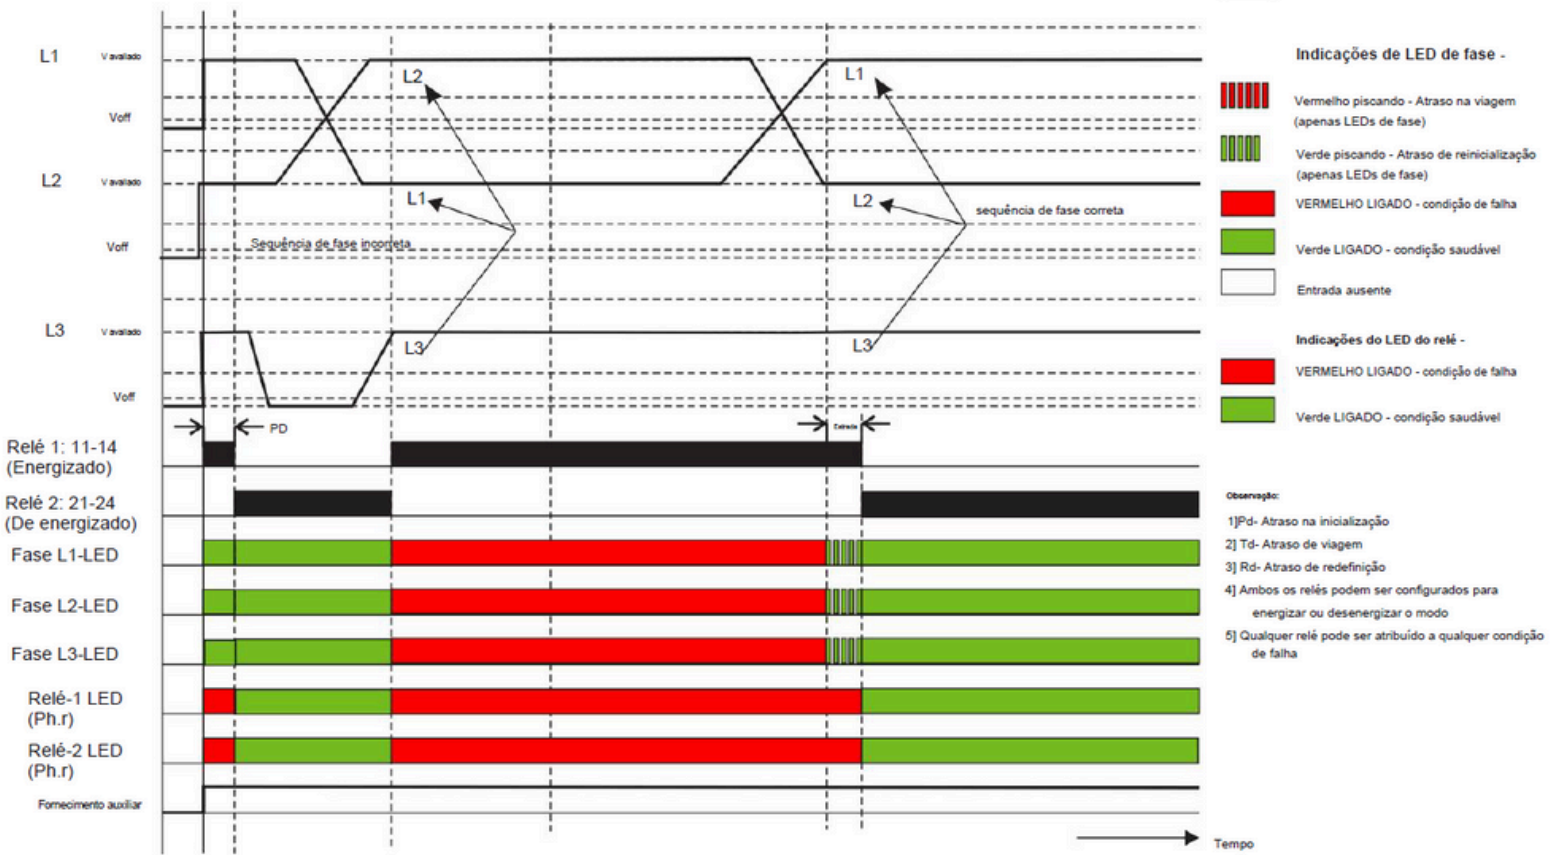 L1
V avaliado
Voff
L2
V avaliado
Voff
L3
V avaliado
Voff
L2
L1
Sequência de fase incorreta
L3
L1
L2
sequência de fase correta
L3
PD
Entrada
Relé 1: 11-14
(Energizado)
Relé 2: 21-24
(De energizado)
Fase L1-LED
Fase L2-LED
Fase L3-LED
Relé-1 LED
(Ph.r)
Relé-2 LED
(Ph.r)
Fornecimento auxiliar
Tempo
Indicações de LED de fase -
Vermelho piscando - Atraso na viagem
(apenas LEDs de fase)
Verde piscando - Atraso de reinicialização
(apenas LEDs de fase)
VERMELHO LIGADO - condição de falha
Verde LIGADO - condição saudável
Entrada ausente
Indicações do LED do relé -
VERMELHO LIGADO - condição de falha
Verde LIGADO - condição saudável
Observação:
1]Pd- Atraso na inicialização
2] Td- Atraso de viagem
3] Rd- Atraso de redefinição
4] Ambos os relés podem ser configurados para
energizar ou desenergizar o modo
5] Qualquer relé pode ser atribuído a qualquer condição
de falha